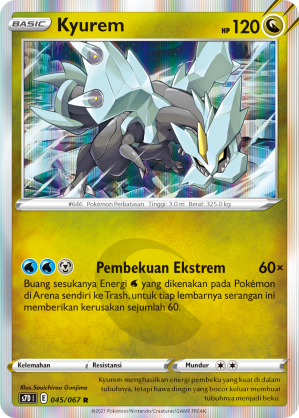 BASIC Kyurem HP 120
#646 Pokémon Perbatasan Tinggi: 3.0 m Berat: 325.0 kg
Pembekuan Ekstrem 60×
Buang sesukanya Energi yang dikenakan pada Pokémon
di Arena sendiri ke Trash, untuk tiap lembarnya serangan ini
memberikan kerusakan sejumlah 60.
Kelemahan Resistansi Mundur
Illus. Souichirou Gunjima
S7D I E 045/067 R
Kyurem menghasilkan energi pembeku yang kuat di dalam
tubuhnya, tetapi hawa dingin yang bocor keluar membuat
tubuhnya menjadi beku.
©2021 Pokémon/Nintendo/Creatures/GAME FREAK.